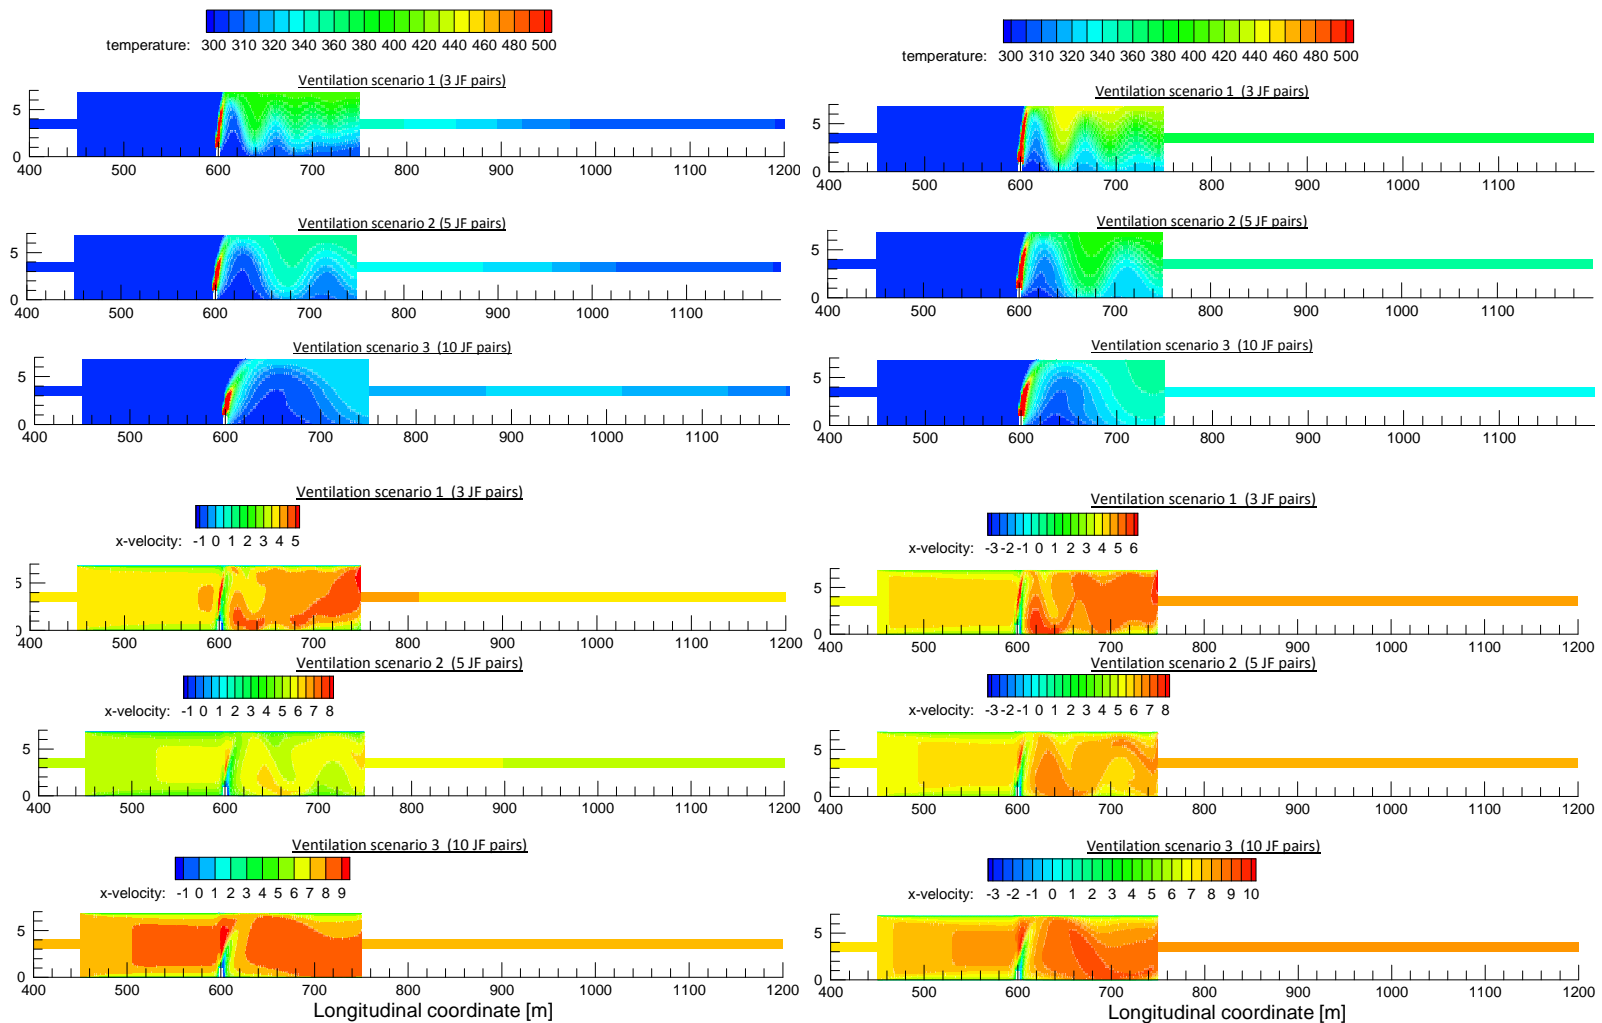 temperature: 300 310 320 340 360 380 400 420 440 460 480 500
Ventilation scenario 1 (3 JF pairs)
5
0
400 500 600 700 800 900 1000 1100 1200
Ventilation scenario 2 (5 JF pairs)
5
0
400 500 600 700 800 900 1000 1100
Ventilation scenario 3 (10 JF pairs)
5
0
400 500 600 700 800 900 1000 1100
Ventilation scenario 1 (3 JF pairs)
x-velocity: -1 0 1 2 3 4 5
5
0
400 500 600 700 800 900 1000 1100 1200
Ventilation scenario 2 (5 JF pairs)
x-velocity: -1 0 1 2 3 4 5 6 7 8
5
0
400 500 600 700 800 900 1000 1100 1200
Ventilation scenario 3 (10 JF pairs)
x-velocity: -1 0 1 2 3 4 5 6 7 8 9
5
0
400 500 600 700 800 900 1000 1100 1200
Longitudinal coordinate [m]
temperature: 300 310 320 340 360 380 400 420 440 460 480 500
Ventilation scenario 1 (3 JF pairs)
5
0
400 500 600 700 800 900 1000 1100
Ventilation scenario 2 (5 JF pairs)
5
0
400 500 600 700 800 900 1000 1100
Ventilation scenario 3 (10 JF pairs)
5
0
400 500 600 700 800 900 1000 1100
Ventilation scenario 1 (3 JF pairs)
x-velocity: -3 -2 -1 0 1 2 3 4 5 6
5
0
400 500 600 700 800 900 1000 1100 1200
Ventilation scenario 2 (5 JF pairs)
x-velocity: -3 -2 -1 0 1 2 3 4 5 6 7 8
5
0
400 500 600 700 800 900 1000 1100 1200
Ventilation scenario 3 (10 JF pairs)
x-velocity: -3 -2 -1 0 1 2 3 4 5 6 7 8 9 10
5
0
400 500 600 700 800 900 1000 1100 1200
Longitudinal coordinate [m]